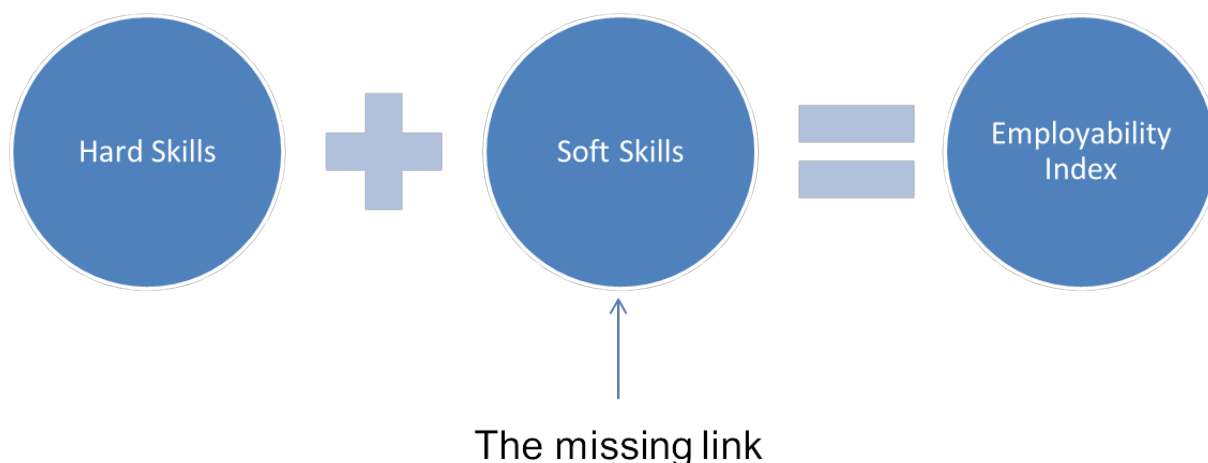 Hard Skills
Soft Skills
Employability
Index
The missing link